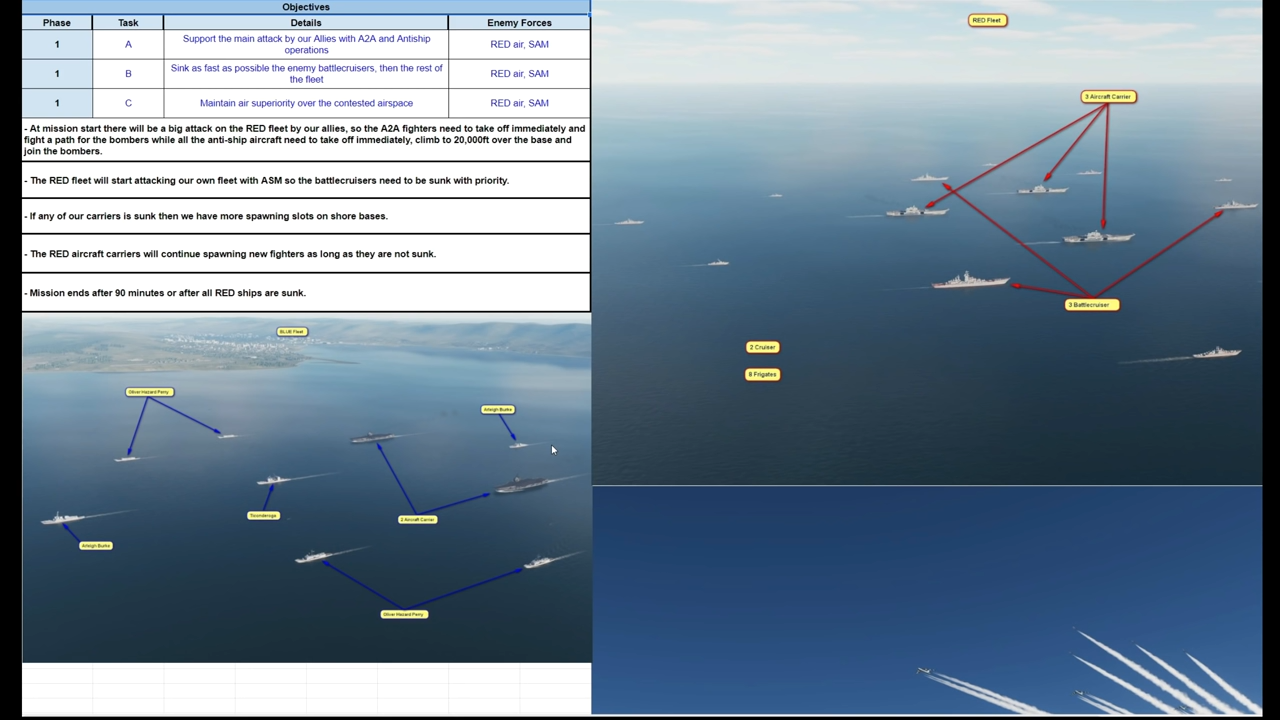 Objectives
Phase Task Details Enemy Forces
1 A Support the main attack by our Allies with A2A and Antiship operations RED air, SAM
1 B Sink as fast as possible the enemy battlecruisers, then the rest of the fleet RED air, SAM
1 C Maintain air superiority over the contested airspace RED air, SAM
- At mission start there will be a big attack on the RED fleet by our allies, so the A2A fighters need to take off immediately and
fight a path for the bombers while all the anti-ship aircraft need to take off immediately, climb to 20,000ft over the base and
join the bombers.
- The RED fleet will start attacking our own fleet with ASM so the battlecruisers need to be sunk with priority.
- If any of our carriers is sunk then we have more spawning slots on shore bases.
- The RED aircraft carriers will continue spawning new fighters as long as they are not sunk.
- Mission ends after 90 minutes or after all RED ships are sunk.
BLUE Fleet
Oliver Hazard Perry
Arleigh Burke
Ticonderoga
2 Aircraft Carrier
Arleigh Burke
Oliver Hazard Perry
RED Fleet
3 Aircraft Carrier
3 Battlecruiser
2 Cruiser
8 Frigates